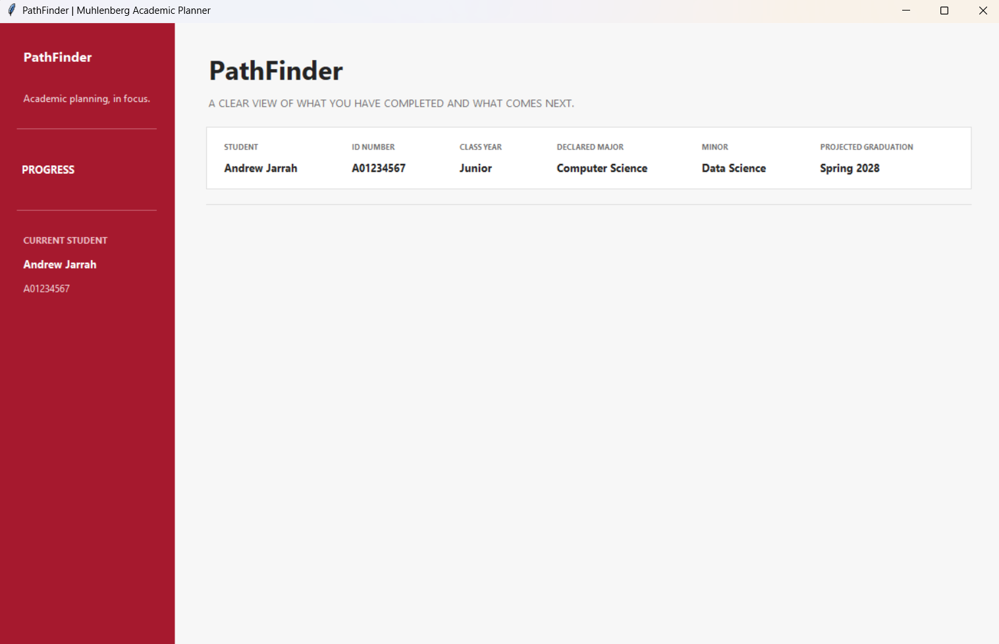 PathFinder | Muhlenberg Academic Planner
PathFinder
Academic planning, in focus.
PROGRESS
CURRENT STUDENT
Andrew Jarrah
A01234567
PathFinder
A CLEAR VIEW OF WHAT YOU HAVE COMPLETED AND WHAT COMES NEXT.
STUDENT ID NUMBER CLASS YEAR DECLARED MAJOR MINOR PROJECTED GRADUATION
Andrew Jarrah A01234567 Junior Computer Science Data Science Spring 2028